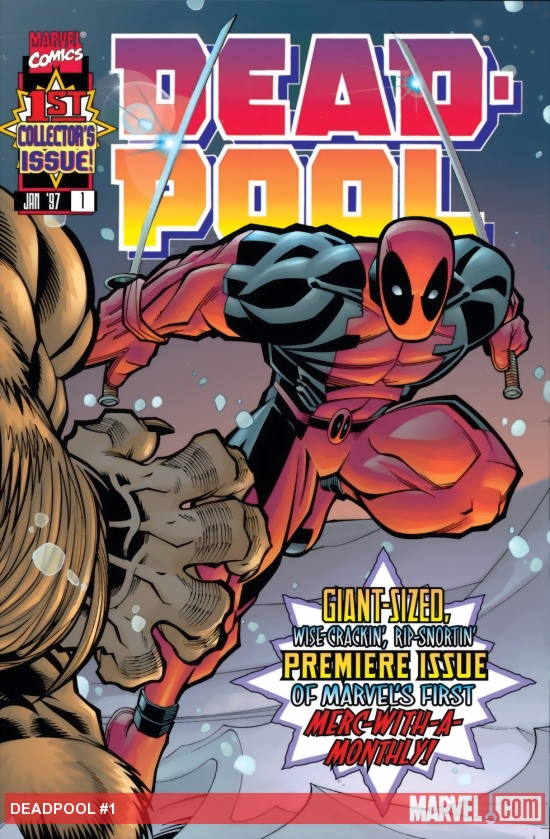 MARVEL
COMICS
1ST
COLLECTOR'S
ISSUE!
JAN '97 1
DEAD-
POOL
GIANT-SIZED,
WISE-CRACKIN', RIP-SNORTIN'
PREMIERE ISSUE
OF MARVEL'S FIRST
MERC-WITH-A-
MONTHLY!
DEADPOOL #1
MARVEL.COM